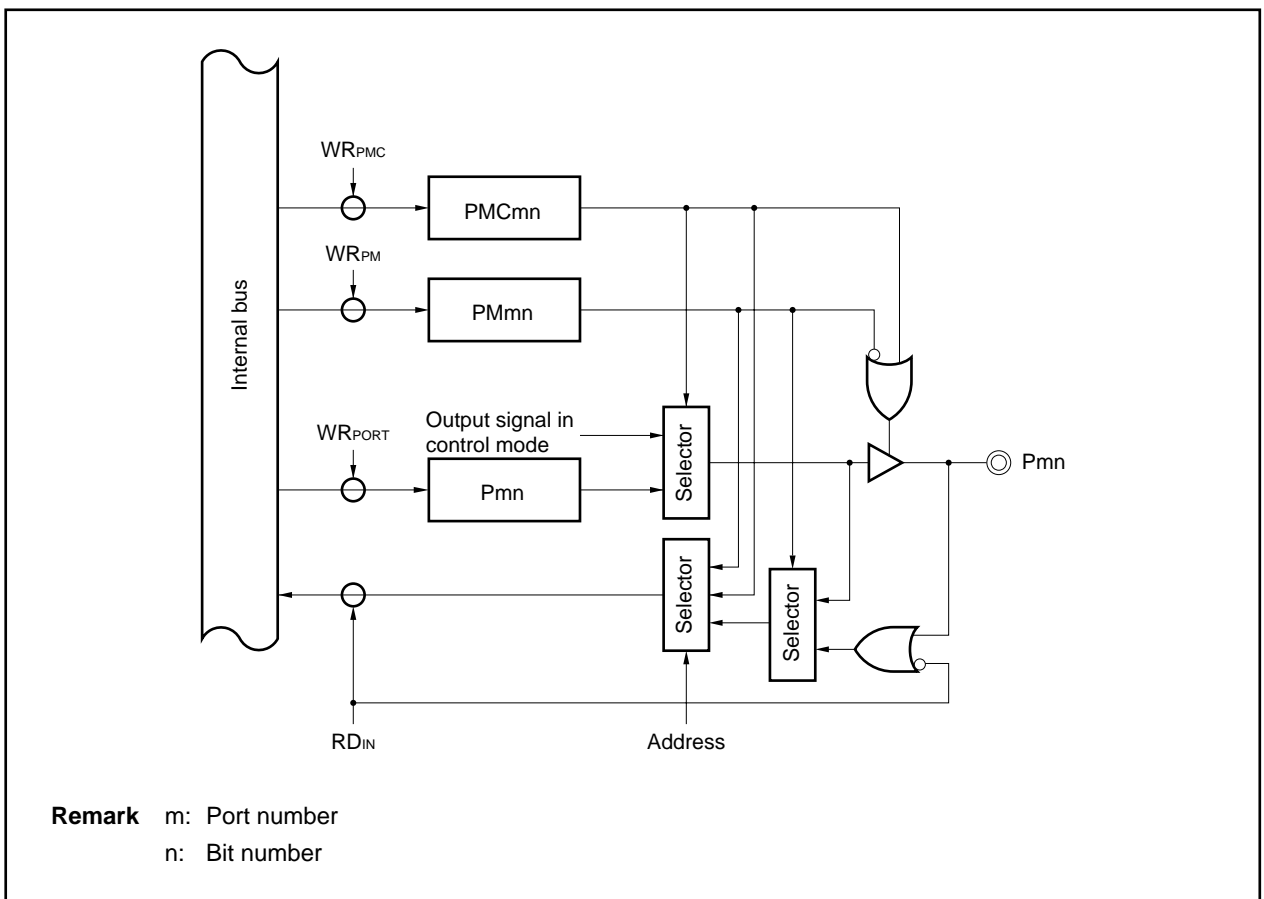 WRPMC
PMCmn
WRPM
PMmn
Internal bus
Output signal in
control mode
WRPORT
Pmn
Selector
Pmn
Selector
Selector
RDIN
Address
Remark m: Port number
n: Bit number